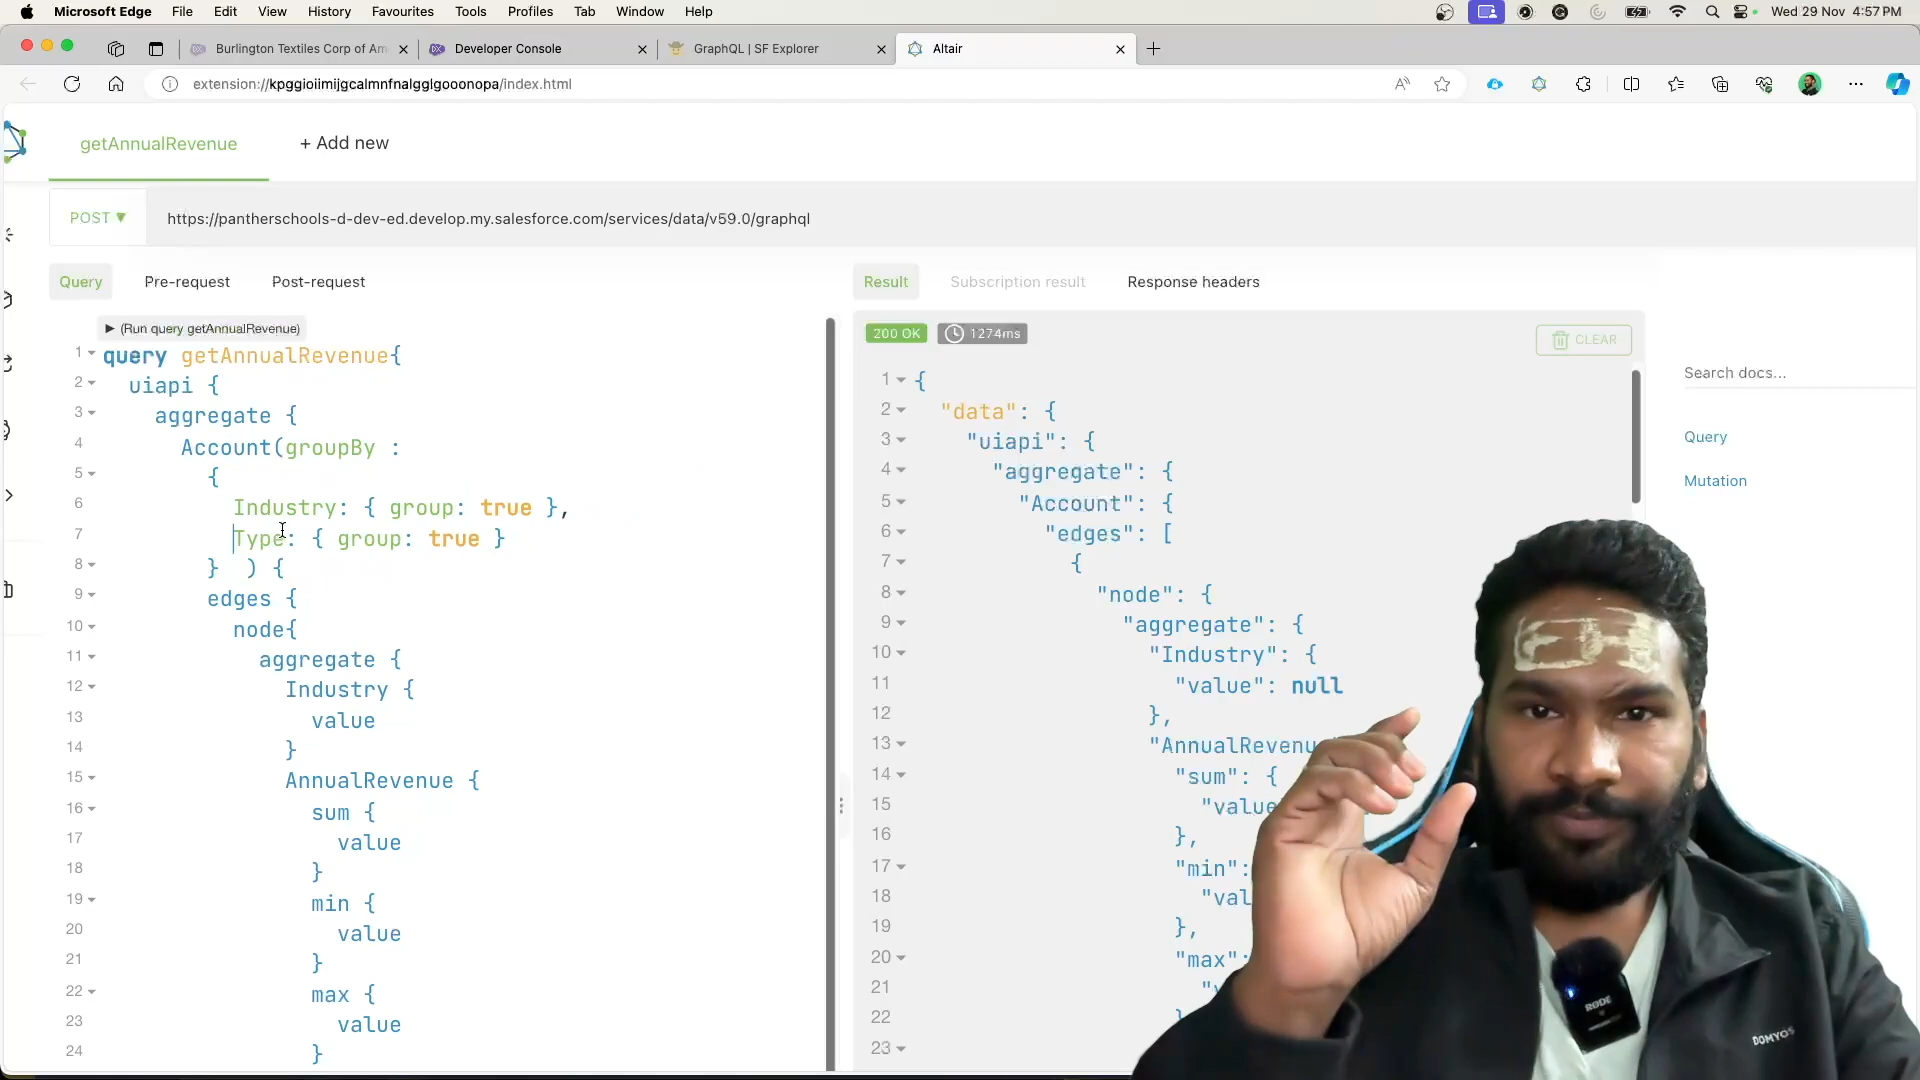 Microsoft Edge File Edit View History Favourites Tools Profiles Tab Window Help Wed 29 Nov 4:57 PM
Burlington Textiles Corp of Am Developer Console GraphQL | SF Explorer Altair
extension://kpggioiimijgcalmnfnalgglgooonopa/index.html
getAnnualRevenue + Add new
POST https://pantherschools-d-dev-ed.develop.my.salesforce.com/services/data/v59.0/graphql
Query Pre-request Post-request
(Run query getAnnualRevenue)
1 query getAnnualRevenue{
2 uiapi {
3 aggregate {
4 Account(groupBy :
5 {
6 Industry: { group: true },
7 Type: { group: true }
8 } ) {
9 edges {
10 node{
11 aggregate {
12 Industry {
13 value
14 }
15 AnnualRevenue {
16 sum {
17 value
18 }
19 min {
20 value
21 }
22 max {
23 value
24 }
Result Subscription result Response headers
200 OK 1274ms CLEAR
1 {
2 "data": {
3 "uiapi": {
4 "aggregate": {
5 "Account": {
6 "edges": [
7 {
8 "node": {
9 "aggregate": {
10 "Industry": {
11 "value": null
12 },
13 "AnnualRevenu
14 "sum": {
15 "value
16 },
17 "min":
18 "val
19 },
20 "max":
21
22
23
Search docs...
Query
Mutation
RODE
DOMYOS